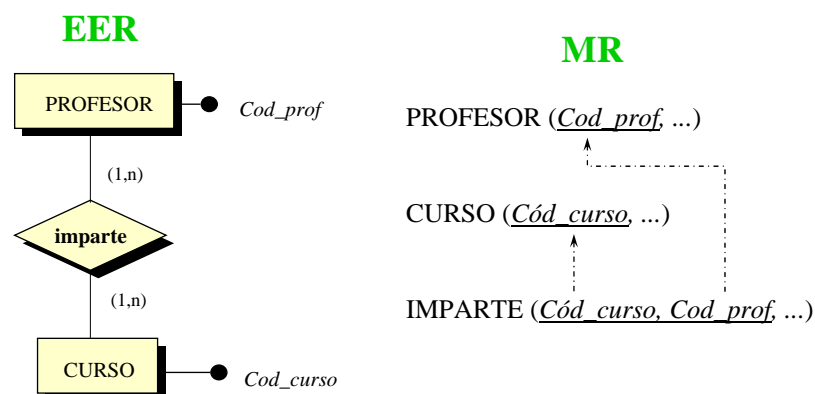 EER
PROFESOR
Cod_prof
(1,n)
imparte
(1,n)
CURSO
Cod_curso
MR
PROFESOR (Cod_prof, ...)
CURSO (Cód_curso, ...)
IMPARTE (Cód_curso, Cod_prof, ...)